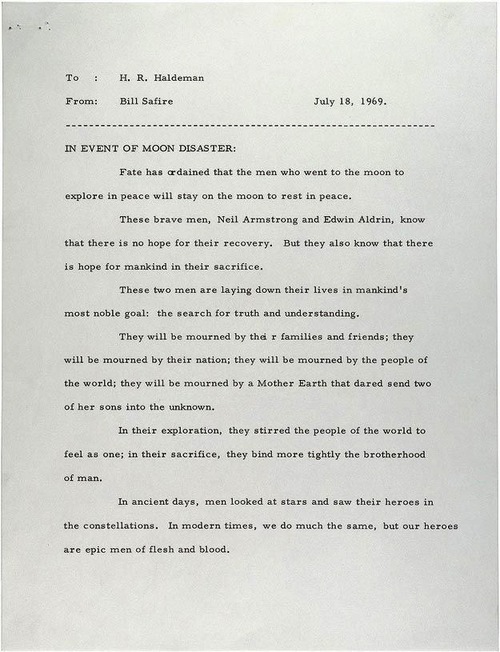 To : H. R. Haldeman
From: Bill Safire July 18, 1969.
--------------------------------------------------------------
IN EVENT OF MOON DISASTER:
Fate has ordained that the men who went to the moon to
explore in peace will stay on the moon to rest in peace.
These brave men, Neil Armstrong and Edwin Aldrin, know
that there is no hope for their recovery. But they also know that there
is hope for mankind in their sacrifice.
These two men are laying down their lives in mankind's
most noble goal: the search for truth and understanding.
They will be mourned by thei r families and friends; they
will be mourned by their nation; they will be mourned by the people of
the world; they will be mourned by a Mother Earth that dared send two
of her sons into the unknown.
In their exploration, they stirred the people of the world to
feel as one; in their sacrifice, they bind more tightly the brotherhood
of man.
In ancient days, men looked at stars and saw their heroes in
the constellations. In modern times, we do much the same, but our heroes
are epic men of flesh and blood.